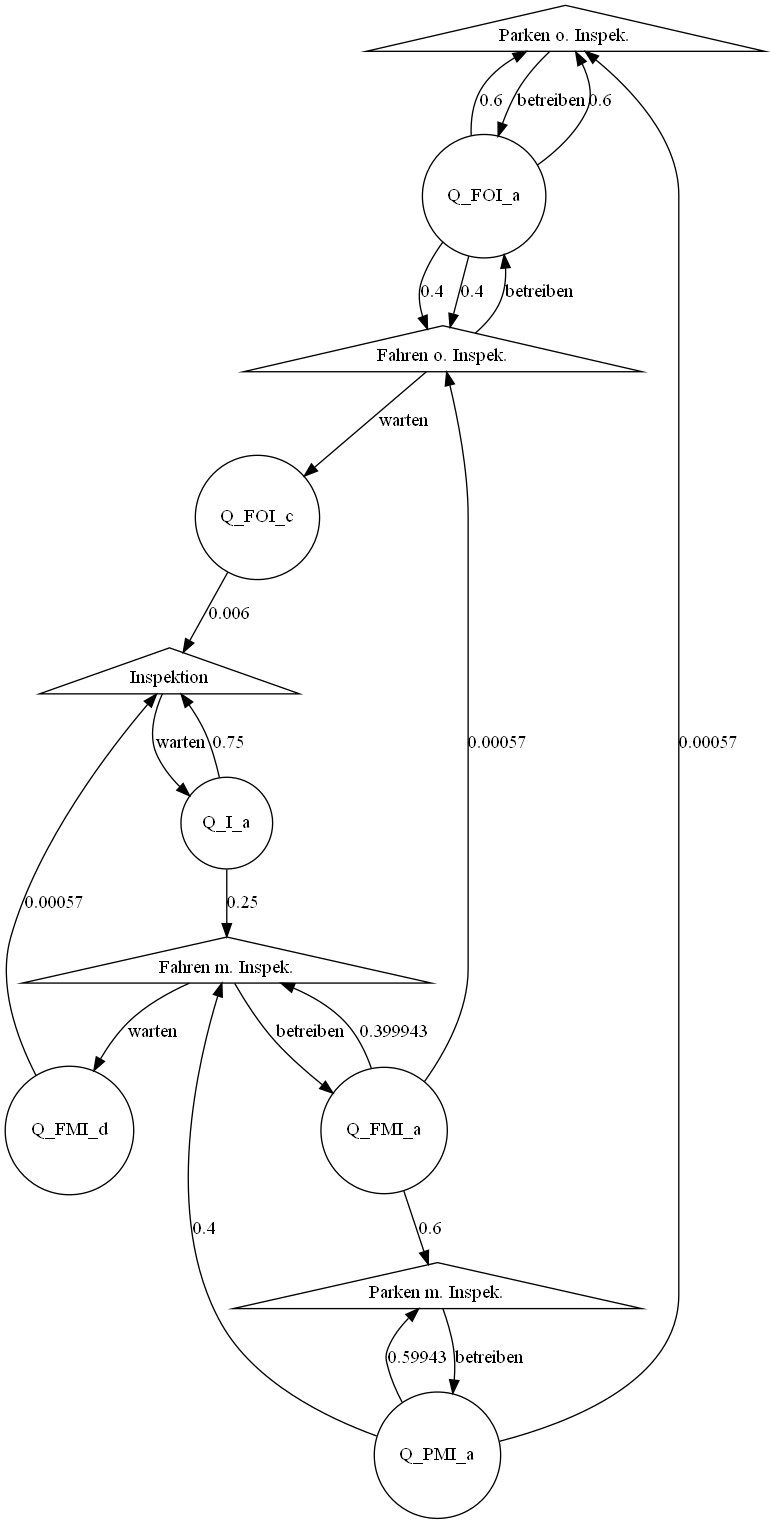 Parken o. Inspek.
0.6
betreiben
0.6
Q_FOI_a
0.4
0.4
betreiben
Fahren o. Inspek.
warten
Q_FOI_c
0.006
Inspektion
warten
0.75
0.00057
0.00057
Q_I_a
0.00057
0.25
Fahren m. Inspek.
warten
betreiben
0.399943
Q_FMI_d
Q_FMI_a
0.4
0.6
Parken m. Inspek.
0.59943
betreiben
Q_PMI_a